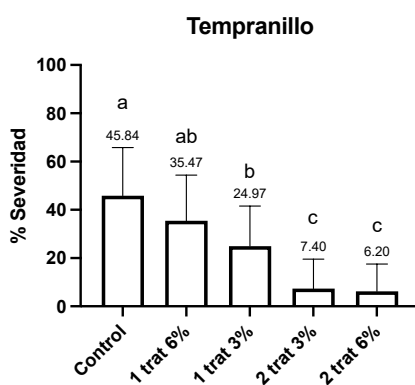 Tempranillo
% Severidad
100
80
60
40
20
0
a
45.84
ab
35.47
b
24.97
c
7.40
c
6.20
Control
1 trat 6%
1 trat 3%
2 trat 3%
2 trat 6%